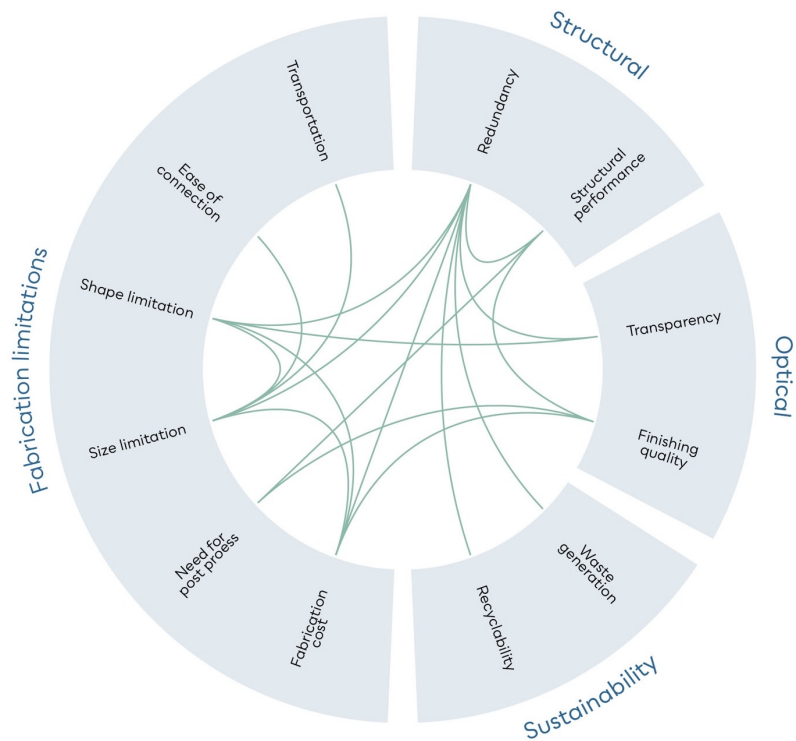 Structural
Redundancy
Structural
performance
Optical
Transparency
Finishing
quality
Sustainability
Waste
generation
Recyclability
Fabrication limitations
Fabrication
cost
Need for
post proess
Size limitation
Shape limitation
Ease of
connection
Transportation